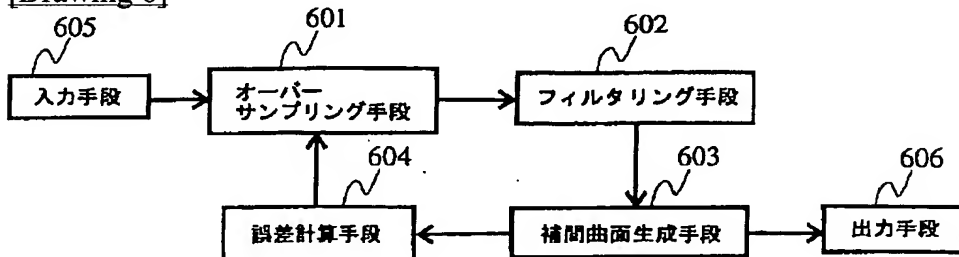 [Drawing 6]
605
601
602
入力手段
オーバー
サンプリング手段
フィルタリング手段
604
603
606
誤差計算手段
補間曲面生成手段
出力手段